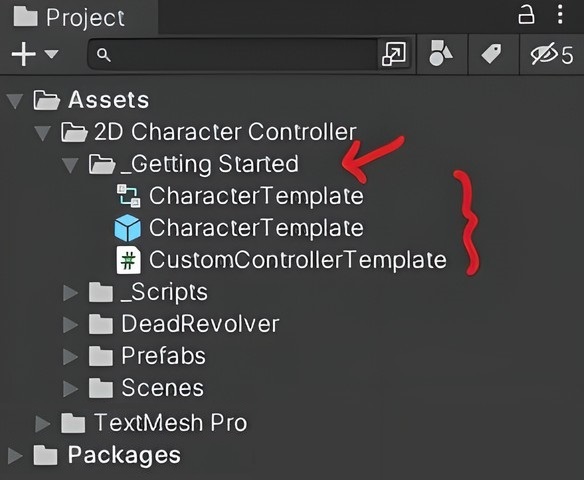 Project
5
Assets
2D Character Controller
_Getting Started
CharacterTemplate
CharacterTemplate
# CustomControllerTemplate
_Scripts
DeadRevolver
Prefabs
Scenes
TextMesh Pro
Packages